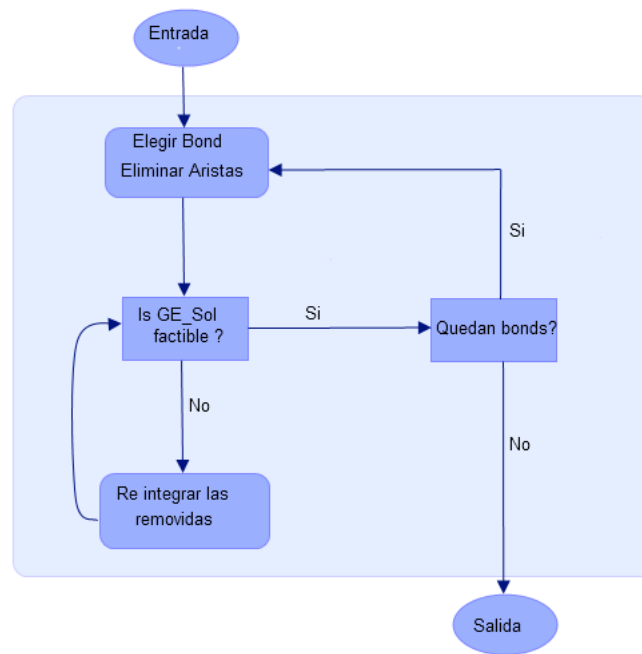 Entrada
Elegir Bond
Eliminar Aristas
Si
Is GE_Sol
factible ?
Si
Quedan bonds?
No
No
Re integrar las
removidas
Salida